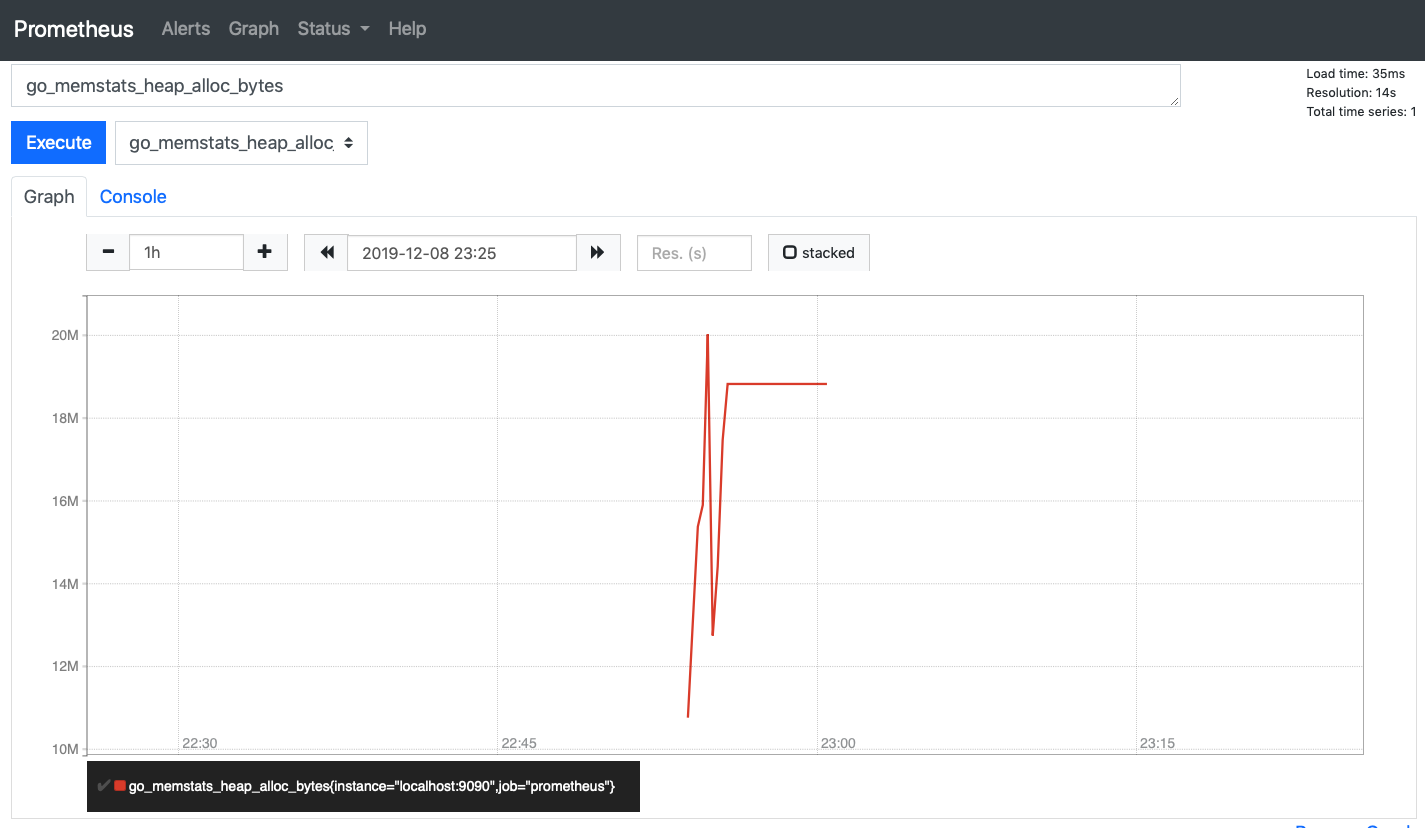 Prometheus Alerts Graph Status Help
go_memstats_heap_alloc_bytes
Load time: 35ms
Resolution: 14s
Total time series: 1
Execute go_memstats_heap_alloc_
Graph Console
1h 2019-12-08 23:25 Res. (s) stacked
20M
18M
16M
14M
12M
10M
22:30 22:45 23:00 23:15
go_memstats_heap_alloc_bytes{instance="localhost:9090",job="prometheus"}